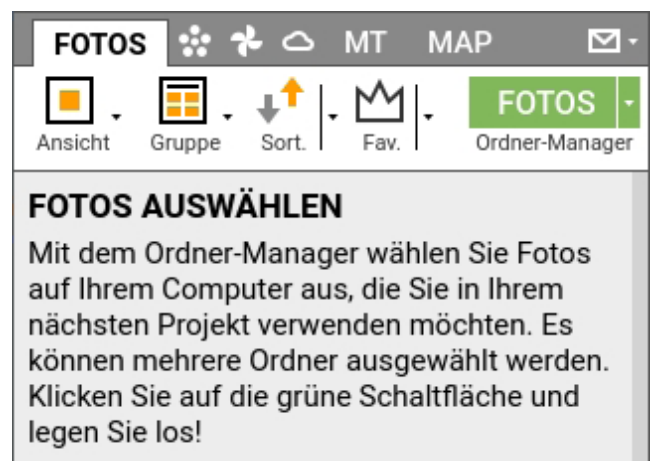 FOTOS MT MAP
FOTOS
Ansicht Gruppe Sort. Fav. Ordner-Manager
FOTOS AUSWÄHLEN
Mit dem Ordner-Manager wählen Sie Fotos
auf Ihrem Computer aus, die Sie in Ihrem
nächsten Projekt verwenden möchten. Es
können mehrere Ordner ausgewählt werden.
Klicken Sie auf die grüne Schaltfläche und
legen Sie los!